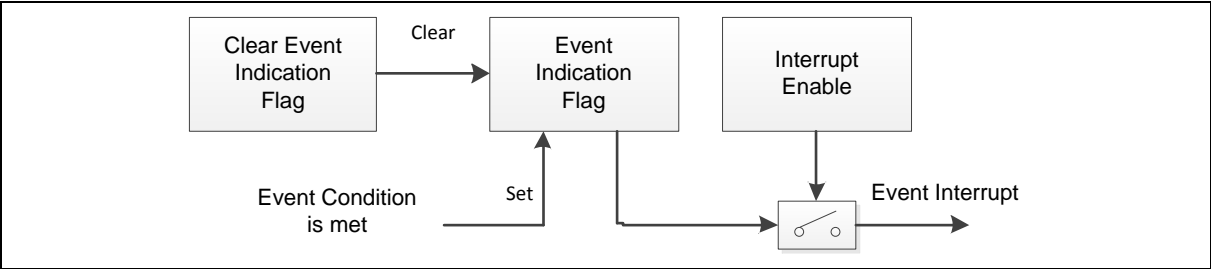 Clear Event
Indication
Flag
Clear
Event
Indication
Flag
Interrupt
Enable
Event Condition
is met
Set
Event Interrupt